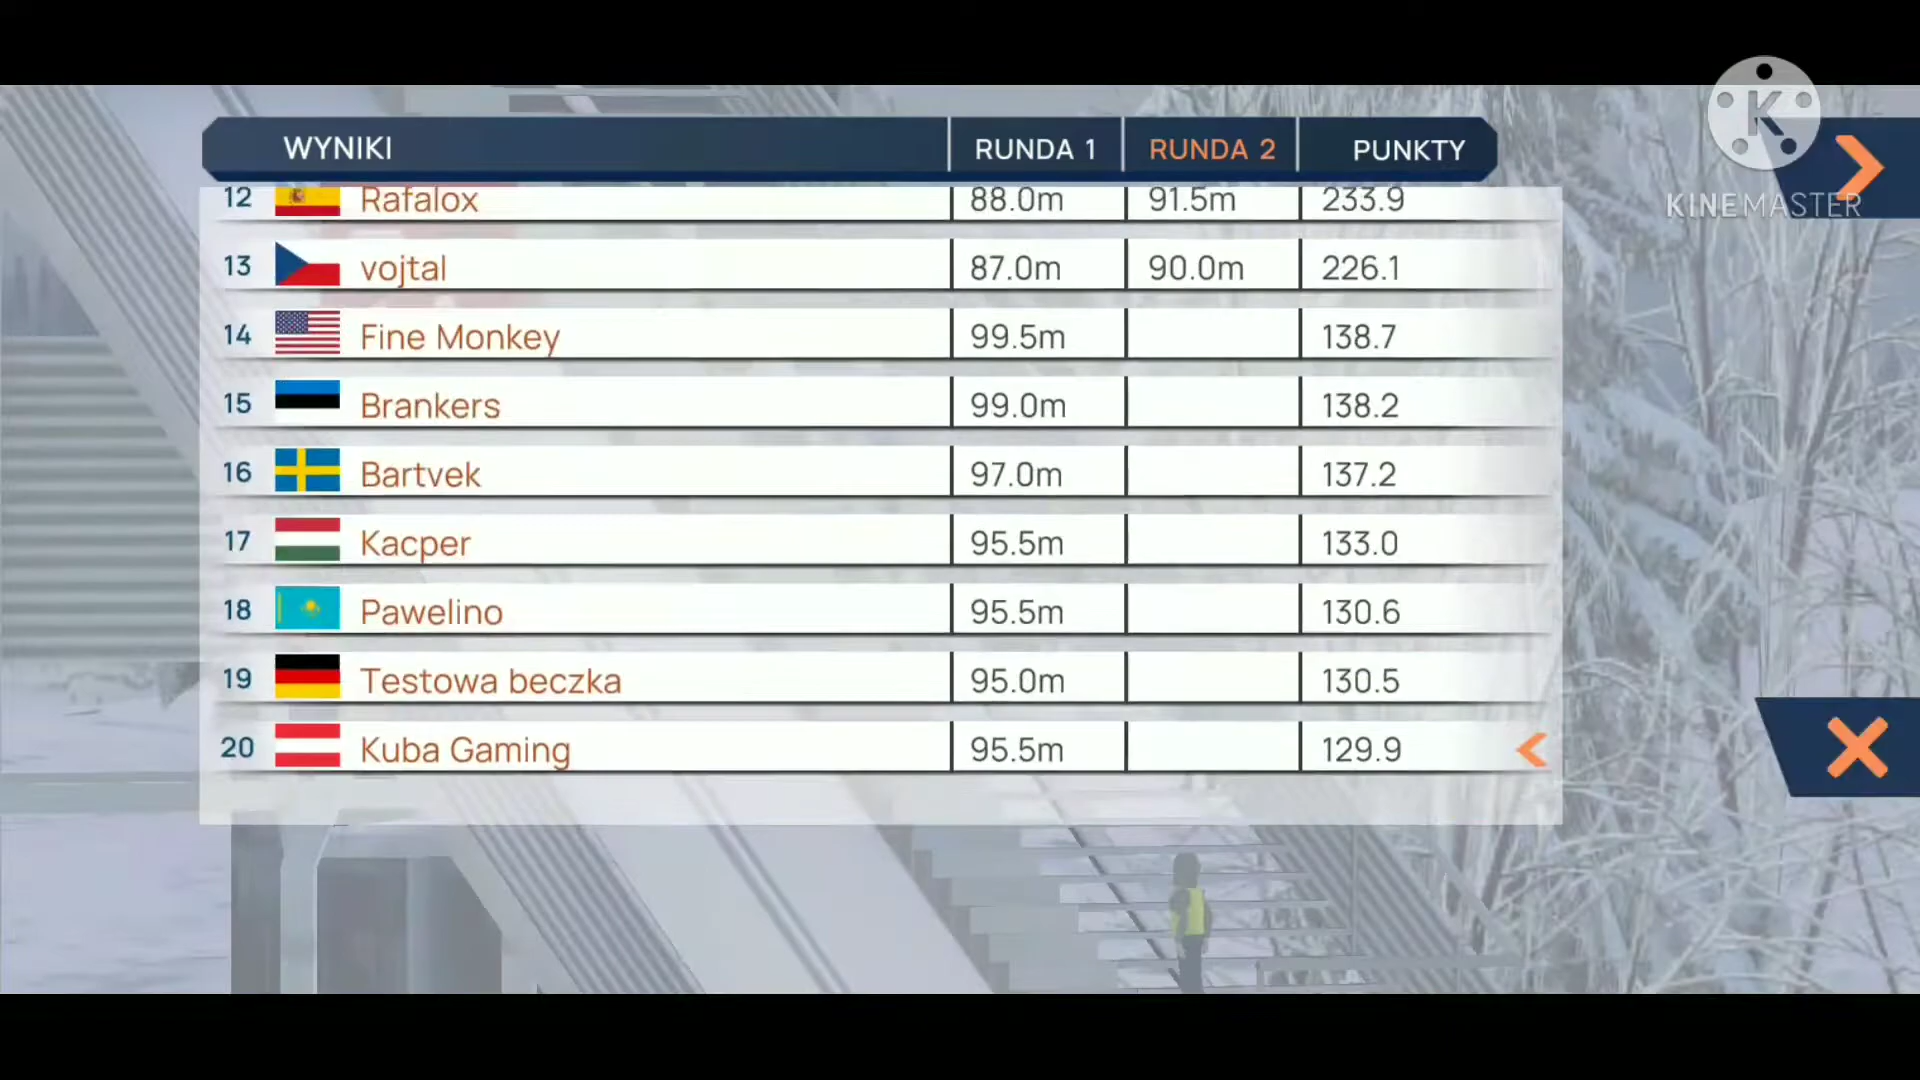 WYNIKI RUNDA 1 RUNDA 2 PUNKTY
12 Rafalox 88.0m 91.5m 233.9
13 vojtal 87.0m 90.0m 226.1
14 Fine Monkey 99.5m 138.7
15 Brankers 99.0m 138.2
16 Bartvek 97.0m 137.2
17 Kacper 95.5m 133.0
18 Pawelino 95.5m 130.6
19 Testowa beczka 95.0m 130.5
20 Kuba Gaming 95.5m 129.9
K
KINEMASTER